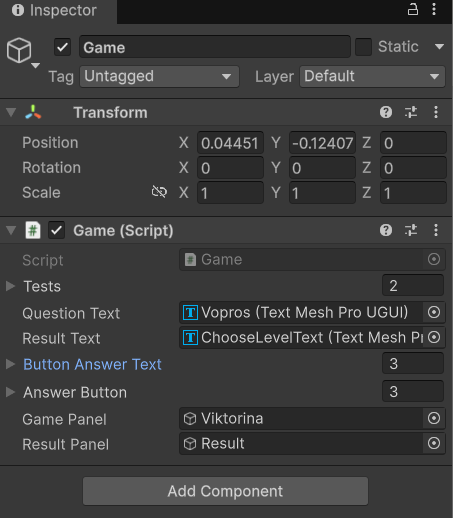 Inspector
Game Static
Tag Untagged Layer Default
Transform
Position X 0.04451 Y -0.12407 Z 0
Rotation X 0 Y 0 Z 0
Scale X 1 Y 1 Z 1
# Game (Script)
Script # Game
Tests 2
Question Text T Vopros (Text Mesh Pro UGUI)
Result Text T ChooseLevelText (Text Mesh Pr
Button Answer Text 3
Answer Button 3
Game Panel Viktorina
Result Panel Result
Add Component